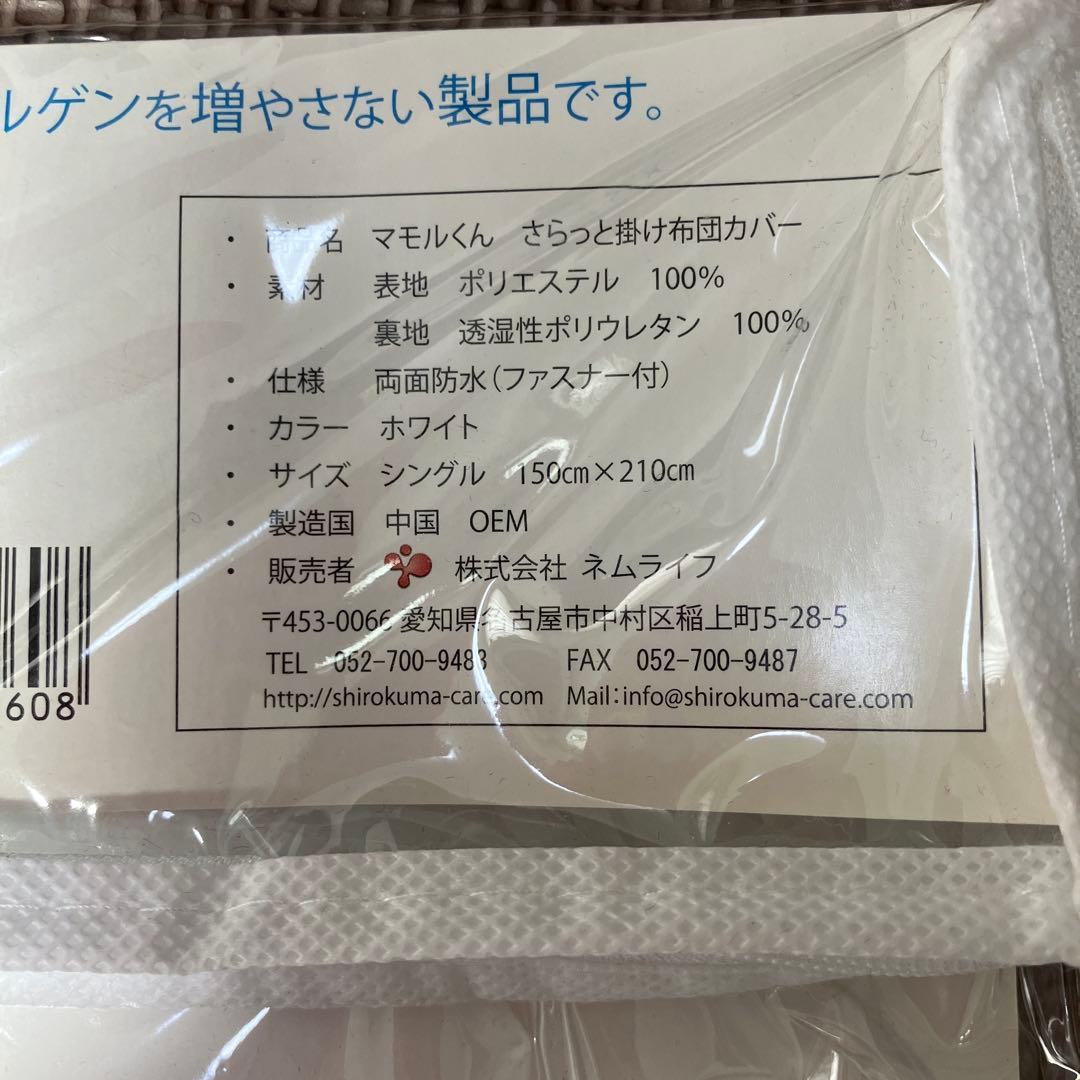 ルゲンを増やさない製品です。
・ 商品名 マモルくん さらっと掛け布団カバー
・ 素材 表地 ポリエステル 100%
裏地 透湿性ポリウレタン 100%
・ 仕様 両面防水(ファスナー付)
・ カラー ホワイト
・ サイズ シングル 150㎝×210㎝
・ 製造国 中国 OEM
・ 販売者 株式会社 ネムライフ
〒453-0066 愛知県名古屋市中村区稲上町5-28-5
TEL 052-700-9483 FAX 052-700-9487
http://shirokuma-care.com Mail:info@shirokuma-care.com
608